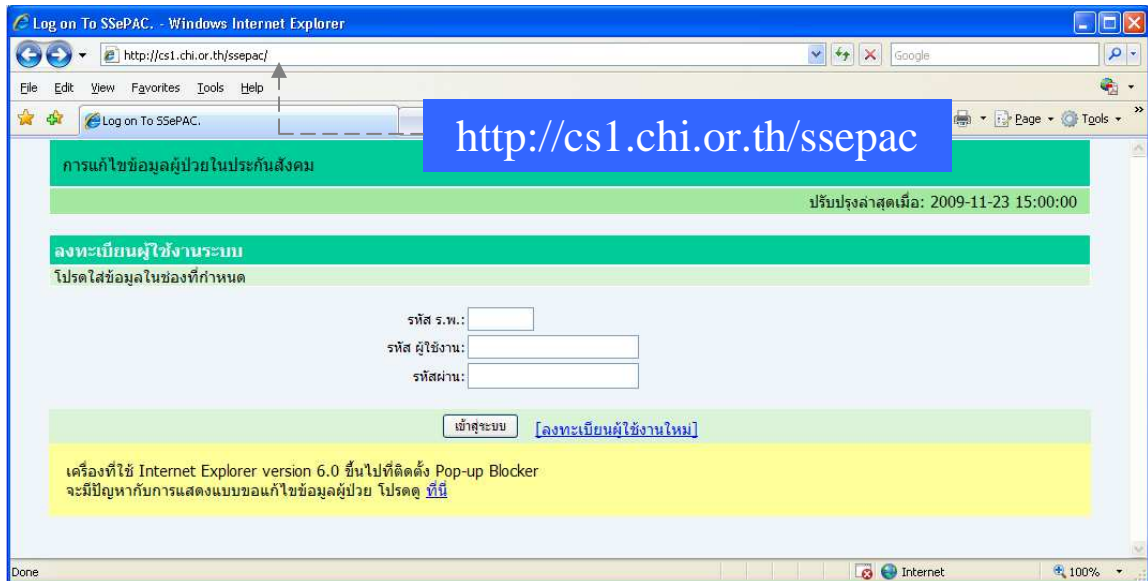 Log on To SSePAC. - Windows Internet Explorer
http://cs1.chi.or.th/ssepac/
Google
File Edit View Favorites Tools Help
Log on To SSePAC.
Page Tools
http://cs1.chi.or.th/ssepac
การแก้ไขข้อมูลผู้ป่วยในประกันสังคม
ปรับปรุงล่าสุดเมื่อ: 2009-11-23 15:00:00
ลงทะเบียนผู้ใช้งานระบบ
โปรดใส่ข้อมูลในช่องที่กำหนด
รหัส ร.พ.:
รหัส ผู้ใช้งาน:
รหัสผ่าน:
เข้าสู่ระบบ [ลงทะเบียนผู้ใช้งานใหม่]
เครื่องที่ใช้ Internet Explorer version 6.0 ขึ้นไปที่ติดตั้ง Pop-up Blocker
จะมีปัญหากับการแสดงแบบขอแก้ไขข้อมูลผู้ป่วย โปรดดู ที่นี่
Done Internet 100%